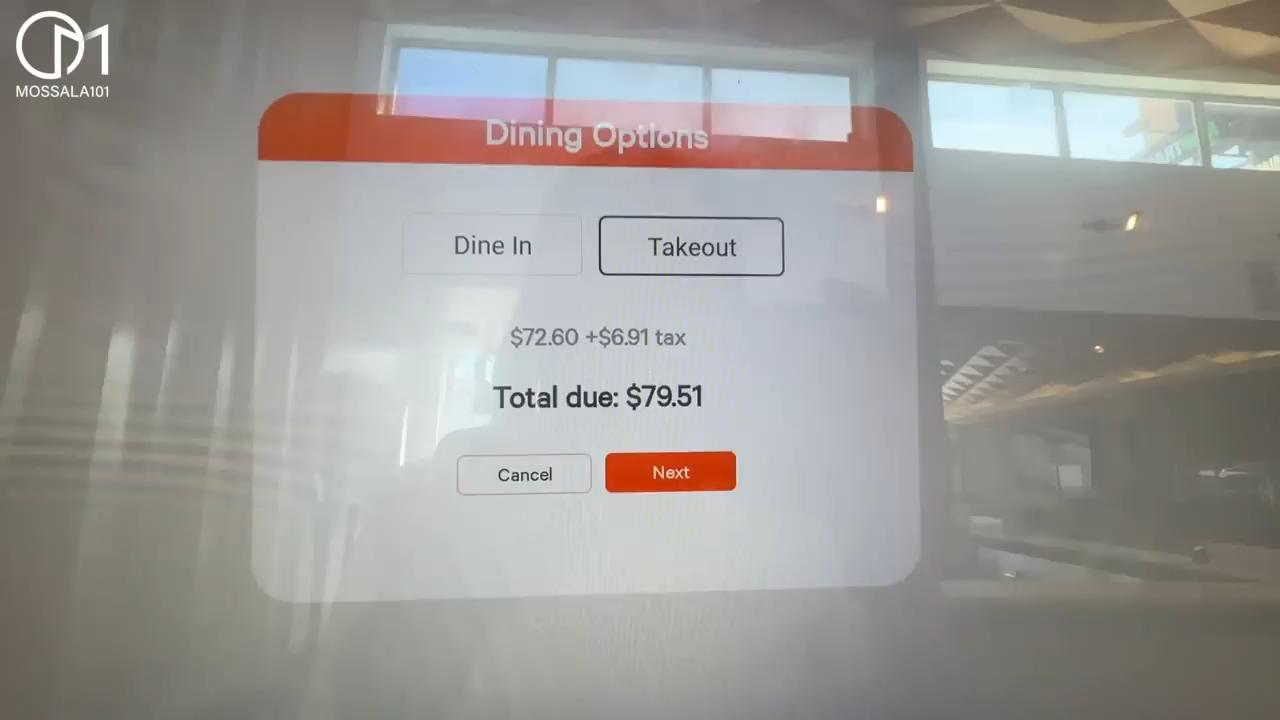 MOSSALA101
Dining Options
Dine In
Takeout
$72.60 +$6.91 tax
Total due: $79.51
Cancel
Next